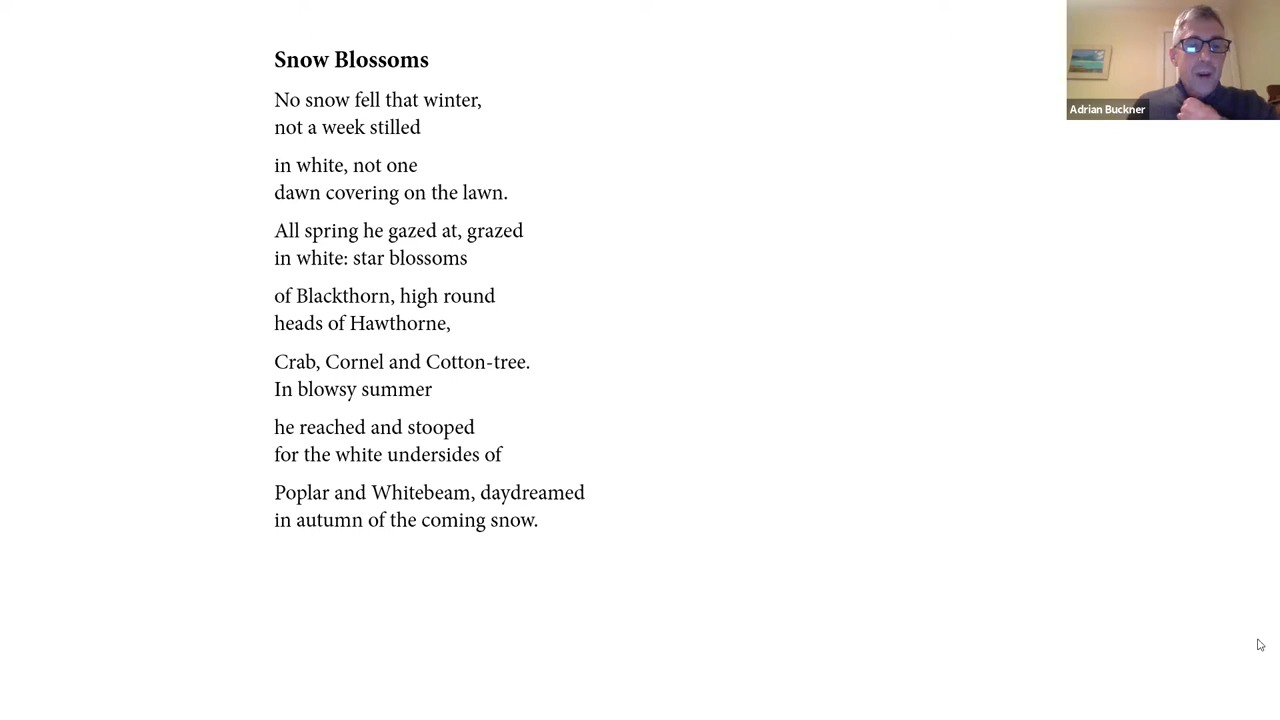 Snow Blossoms
No snow fell that winter,
not a week stilled
in white, not one
dawn covering on the lawn.
All spring he gazed at, grazed
in white: star blossoms
of Blackthorn, high round
heads of Hawthorne,
Crab, Cornel and Cotton-tree.
In blowsy summer
he reached and stooped
for the white undersides of
Poplar and Whitebeam, daydreamed
in autumn of the coming snow.
Adrian Buckner